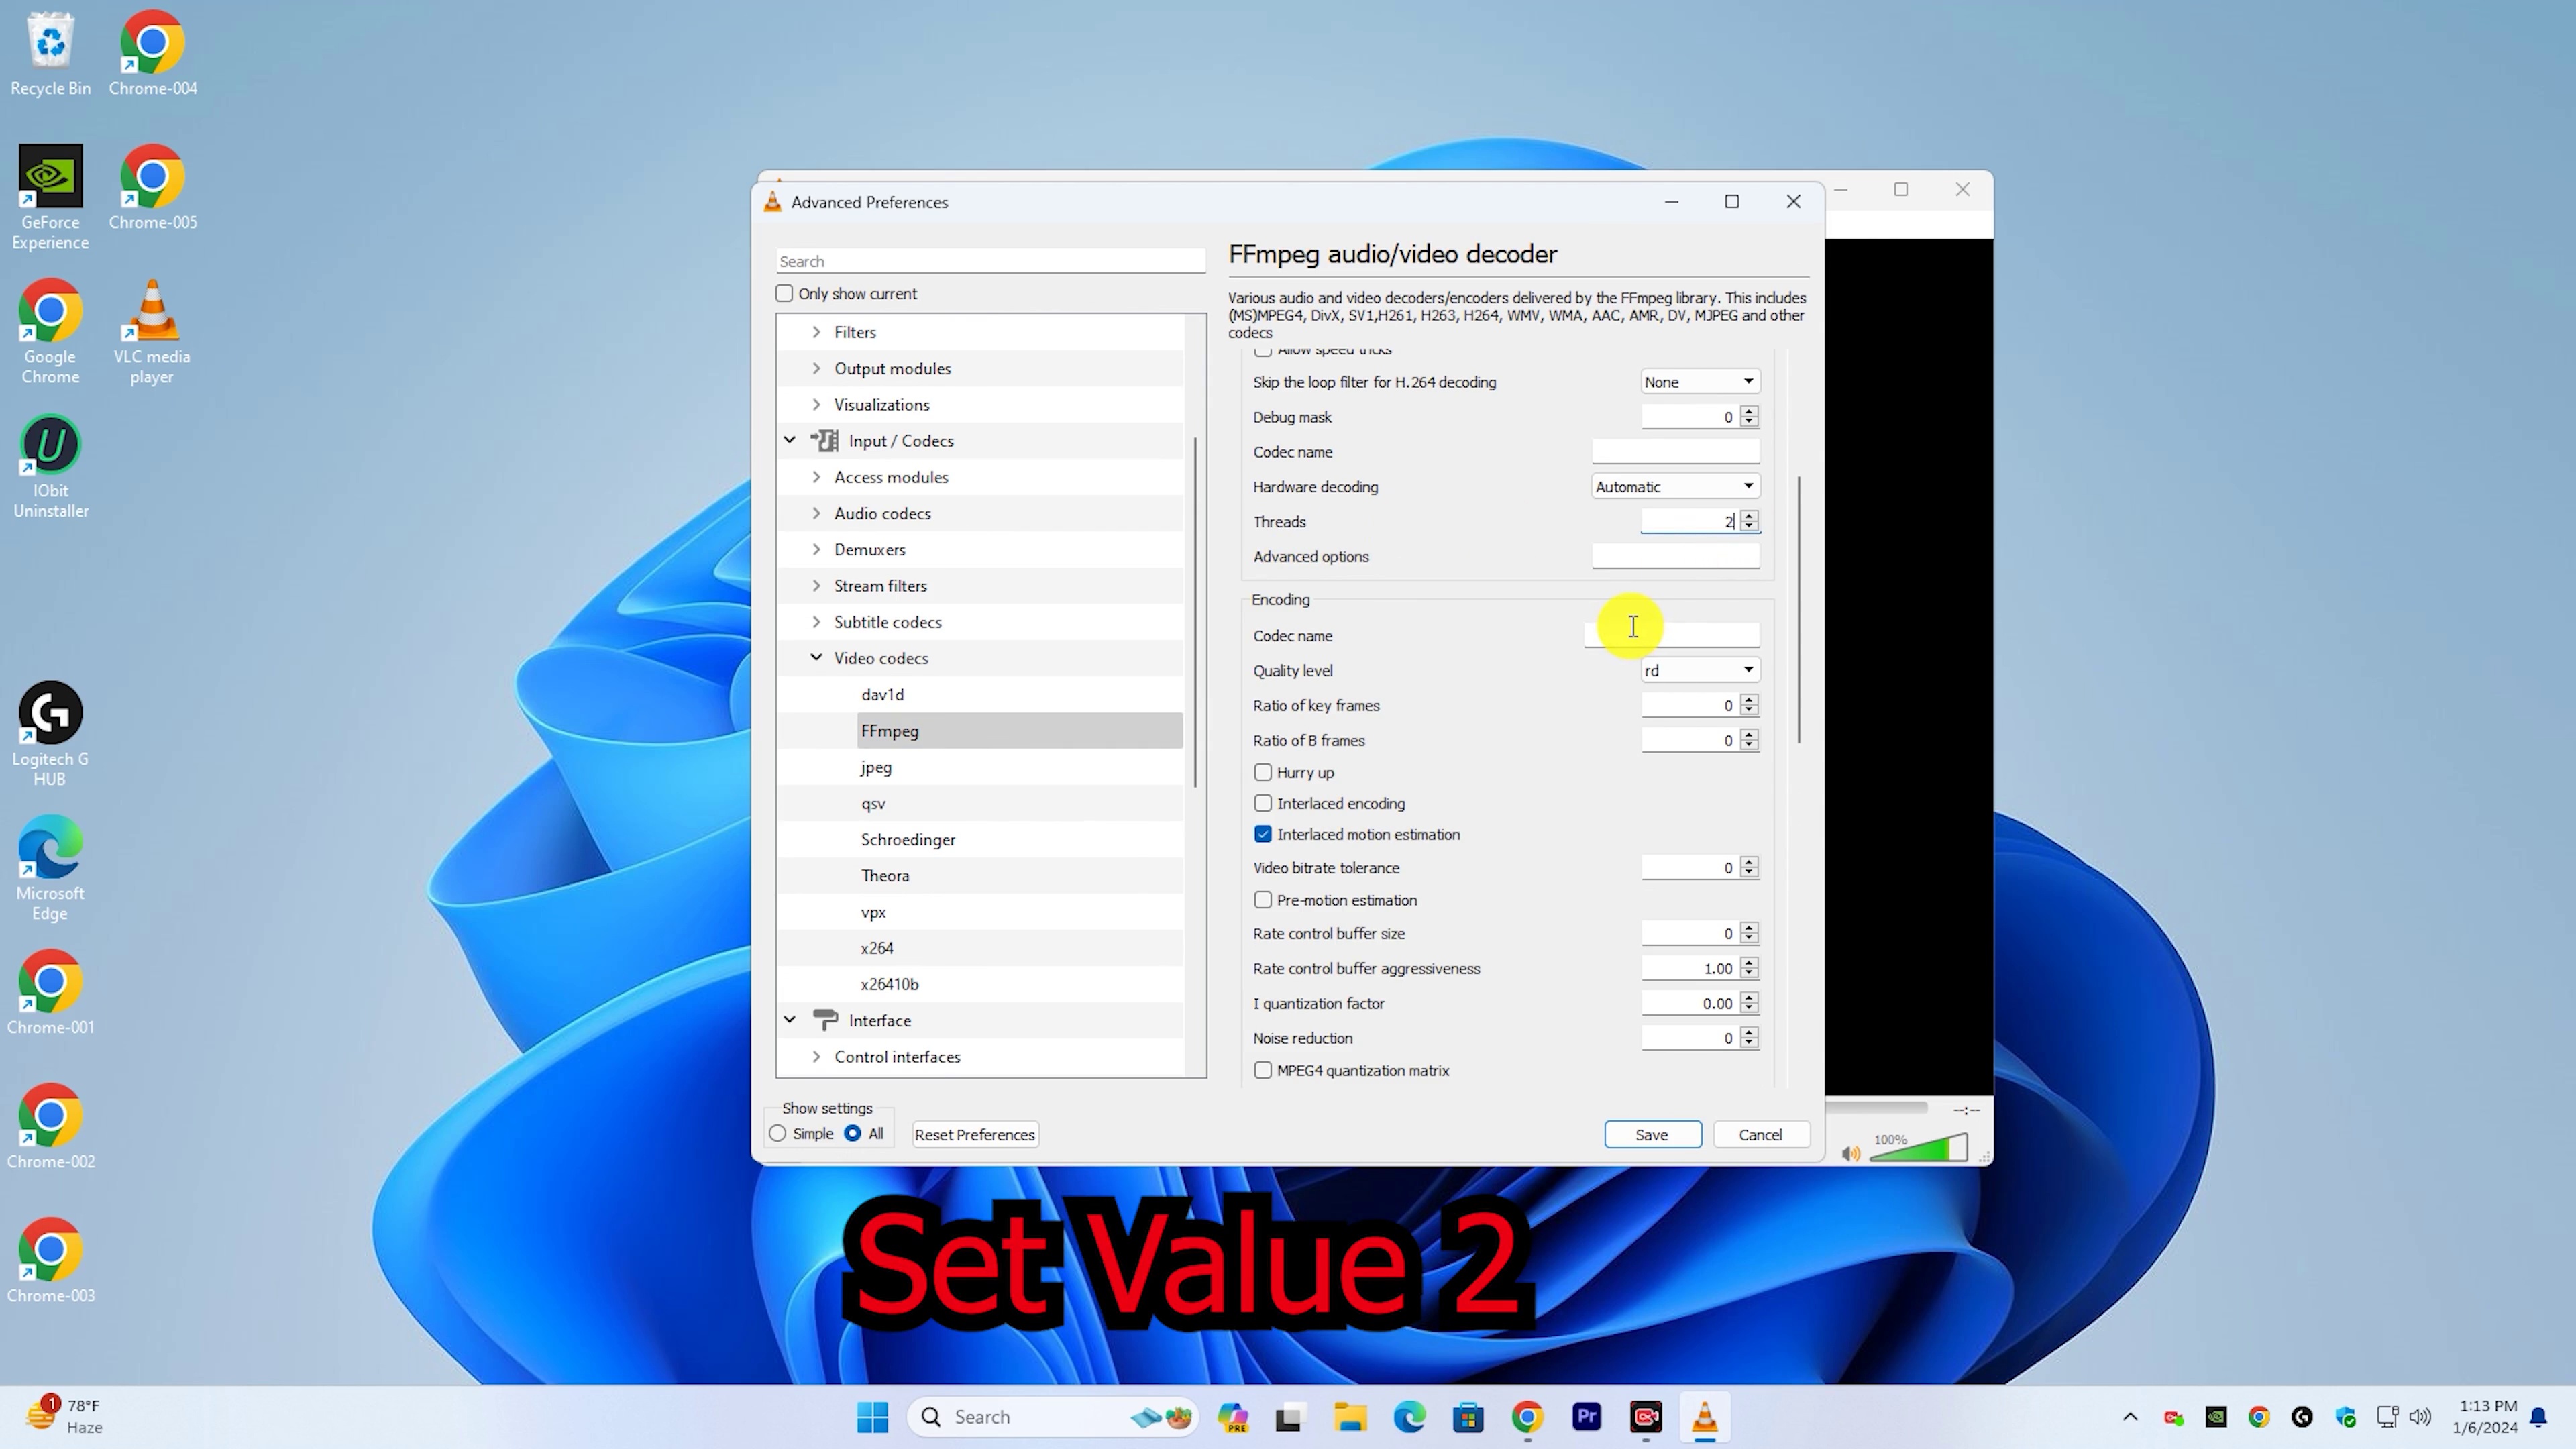 Recycle Bin
Chrome-004
GeForce
Experience
Chrome-005
Google
Chrome
VLC media
player
IObit
Uninstaller
Logitech G
HUB
Microsoft
Edge
Chrome-001
Chrome-002
Chrome-003
Advanced Preferences
Search
Only show current
Filters
Output modules
Visualizations
Input / Codecs
Access modules
Audio codecs
Demuxers
Stream filters
Subtitle codecs
Video codecs
dav1d
FFmpeg
jpeg
qsv
Schroedinger
Theora
vpx
x264
x26410b
Interface
Control interfaces
Show settings
Simple
All
Reset Preferences
FFmpeg audio/video decoder
Various audio and video decoders/encoders delivered by the FFmpeg library. This includes
(MS)MPEG4, DivX, SV1,H261, H263, H264, WMV, WMA, AAC, AMR, DV, MJPEG and other
codecs
Allow speed tricks
Skip the loop filter for H.264 decoding None
Debug mask 0
Codec name
Hardware decoding Automatic
Threads 2
Advanced options
Encoding
Codec name
Quality level rd
Ratio of key frames 0
Ratio of B frames 0
Hurry up
Interlaced encoding
Interlaced motion estimation
Video bitrate tolerance 0
Pre-motion estimation
Rate control buffer size 0
Rate control buffer aggressiveness 1.00
I quantization factor 0.00
Noise reduction 0
MPEG4 quantization matrix
Save
Cancel
--:--
100%
Set Value 2
1
78°F
Haze
Search
PRE
Pr
1:13 PM
1/6/2024